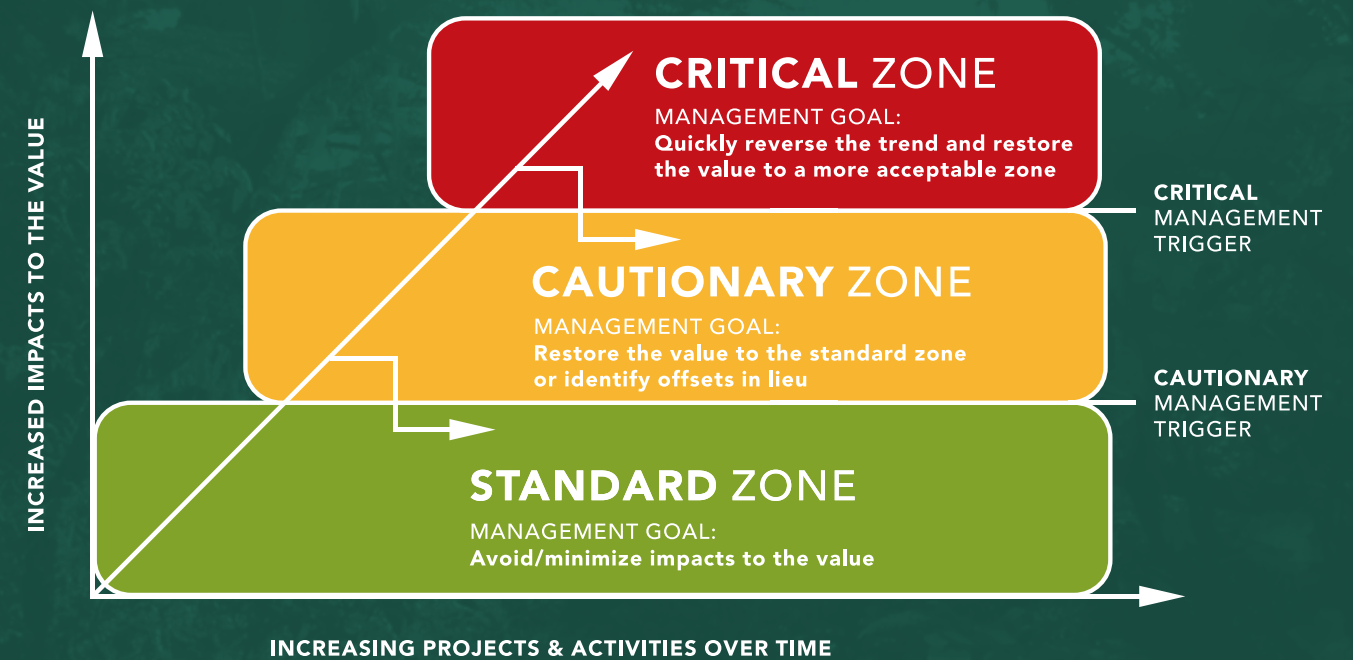 INCREASED IMPACTS TO THE VALUE
CRITICAL ZONE
MANAGEMENT GOAL:
Quickly reverse the trend and restore
the value to a more acceptable zone
CRITICAL
MANAGEMENT
TRIGGER
CAUTIONARY ZONE
MANAGEMENT GOAL:
Restore the value to the standard zone
or identify offsets in lieu
CAUTIONARY
MANAGEMENT
TRIGGER
STANDARD ZONE
MANAGEMENT GOAL:
Avoid/minimize impacts to the value
INCREASING PROJECTS & ACTIVITIES OVER TIME